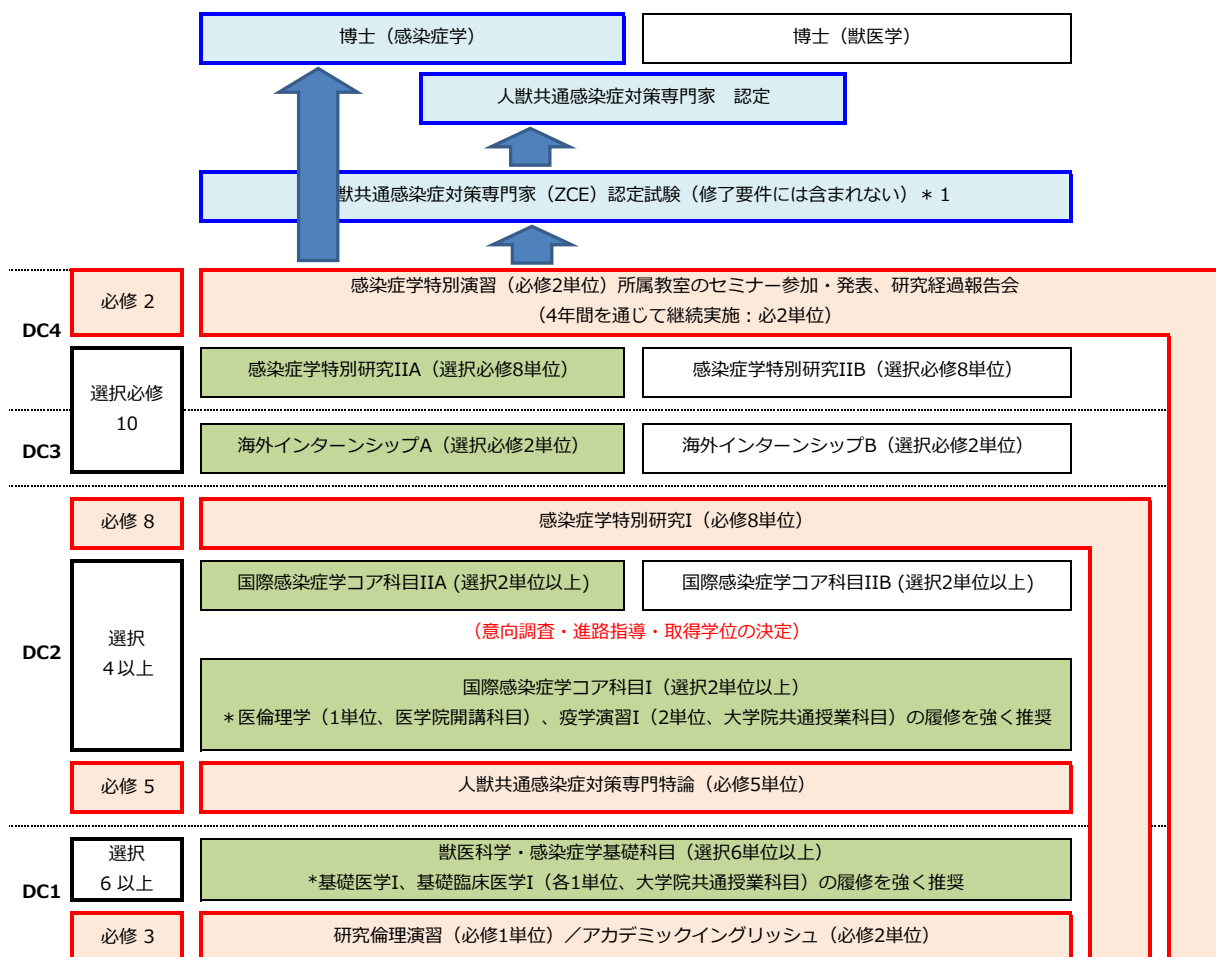 博士（感染症学）
博士（獣医学）
人獣共通感染症対策専門家　認定
獣共通感染症対策専門家（ZCE）認定試験（修了要件には含まれない）＊１
DC4
必修 2
感染症学特別演習（必修2単位）所属教室のセミナー参加・発表、研究経過報告会
（4年間を通じて継続実施：必2単位）
選択必修
10
感染症学特別研究IIA（選択必修8単位）
感染症学特別研究IIB（選択必修8単位）
DC3
海外インターンシップA（選択必修2単位）
海外インターンシップB（選択必修2単位）
必修 8
感染症学特別研究I（必修8単位）
DC2
選択
４以上
国際感染症学コア科目IIA (選択2単位以上)
国際感染症学コア科目IIB (選択2単位以上)
（意向調査・進路指導・取得学位の決定）
国際感染症学コア科目I（選択2単位以上）
＊医倫理学（1単位、医学院開講科目）、疫学演習I（2単位、大学院共通授業科目）の履修を強く推奨
必修 5
人獣共通感染症対策専門特論（必修5単位）
DC1
選択
6 以上
獣医科学・感染症学基礎科目（選択6単位以上）
*基礎医学I、基礎臨床医学I（各1単位、大学院共通授業科目）の履修を強く推奨
必修 3
研究倫理演習（必修1単位）／アカデミックイングリッシュ（必修2単位）